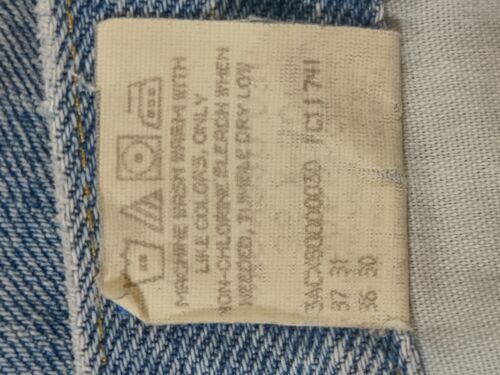 MACHINE WASH WARM WITH
LIKE COLORS, ONLY
NON-CHLORINE BLEACH WHEN
NEEDED, TUMBLE DRY LOW
37 31
36 30